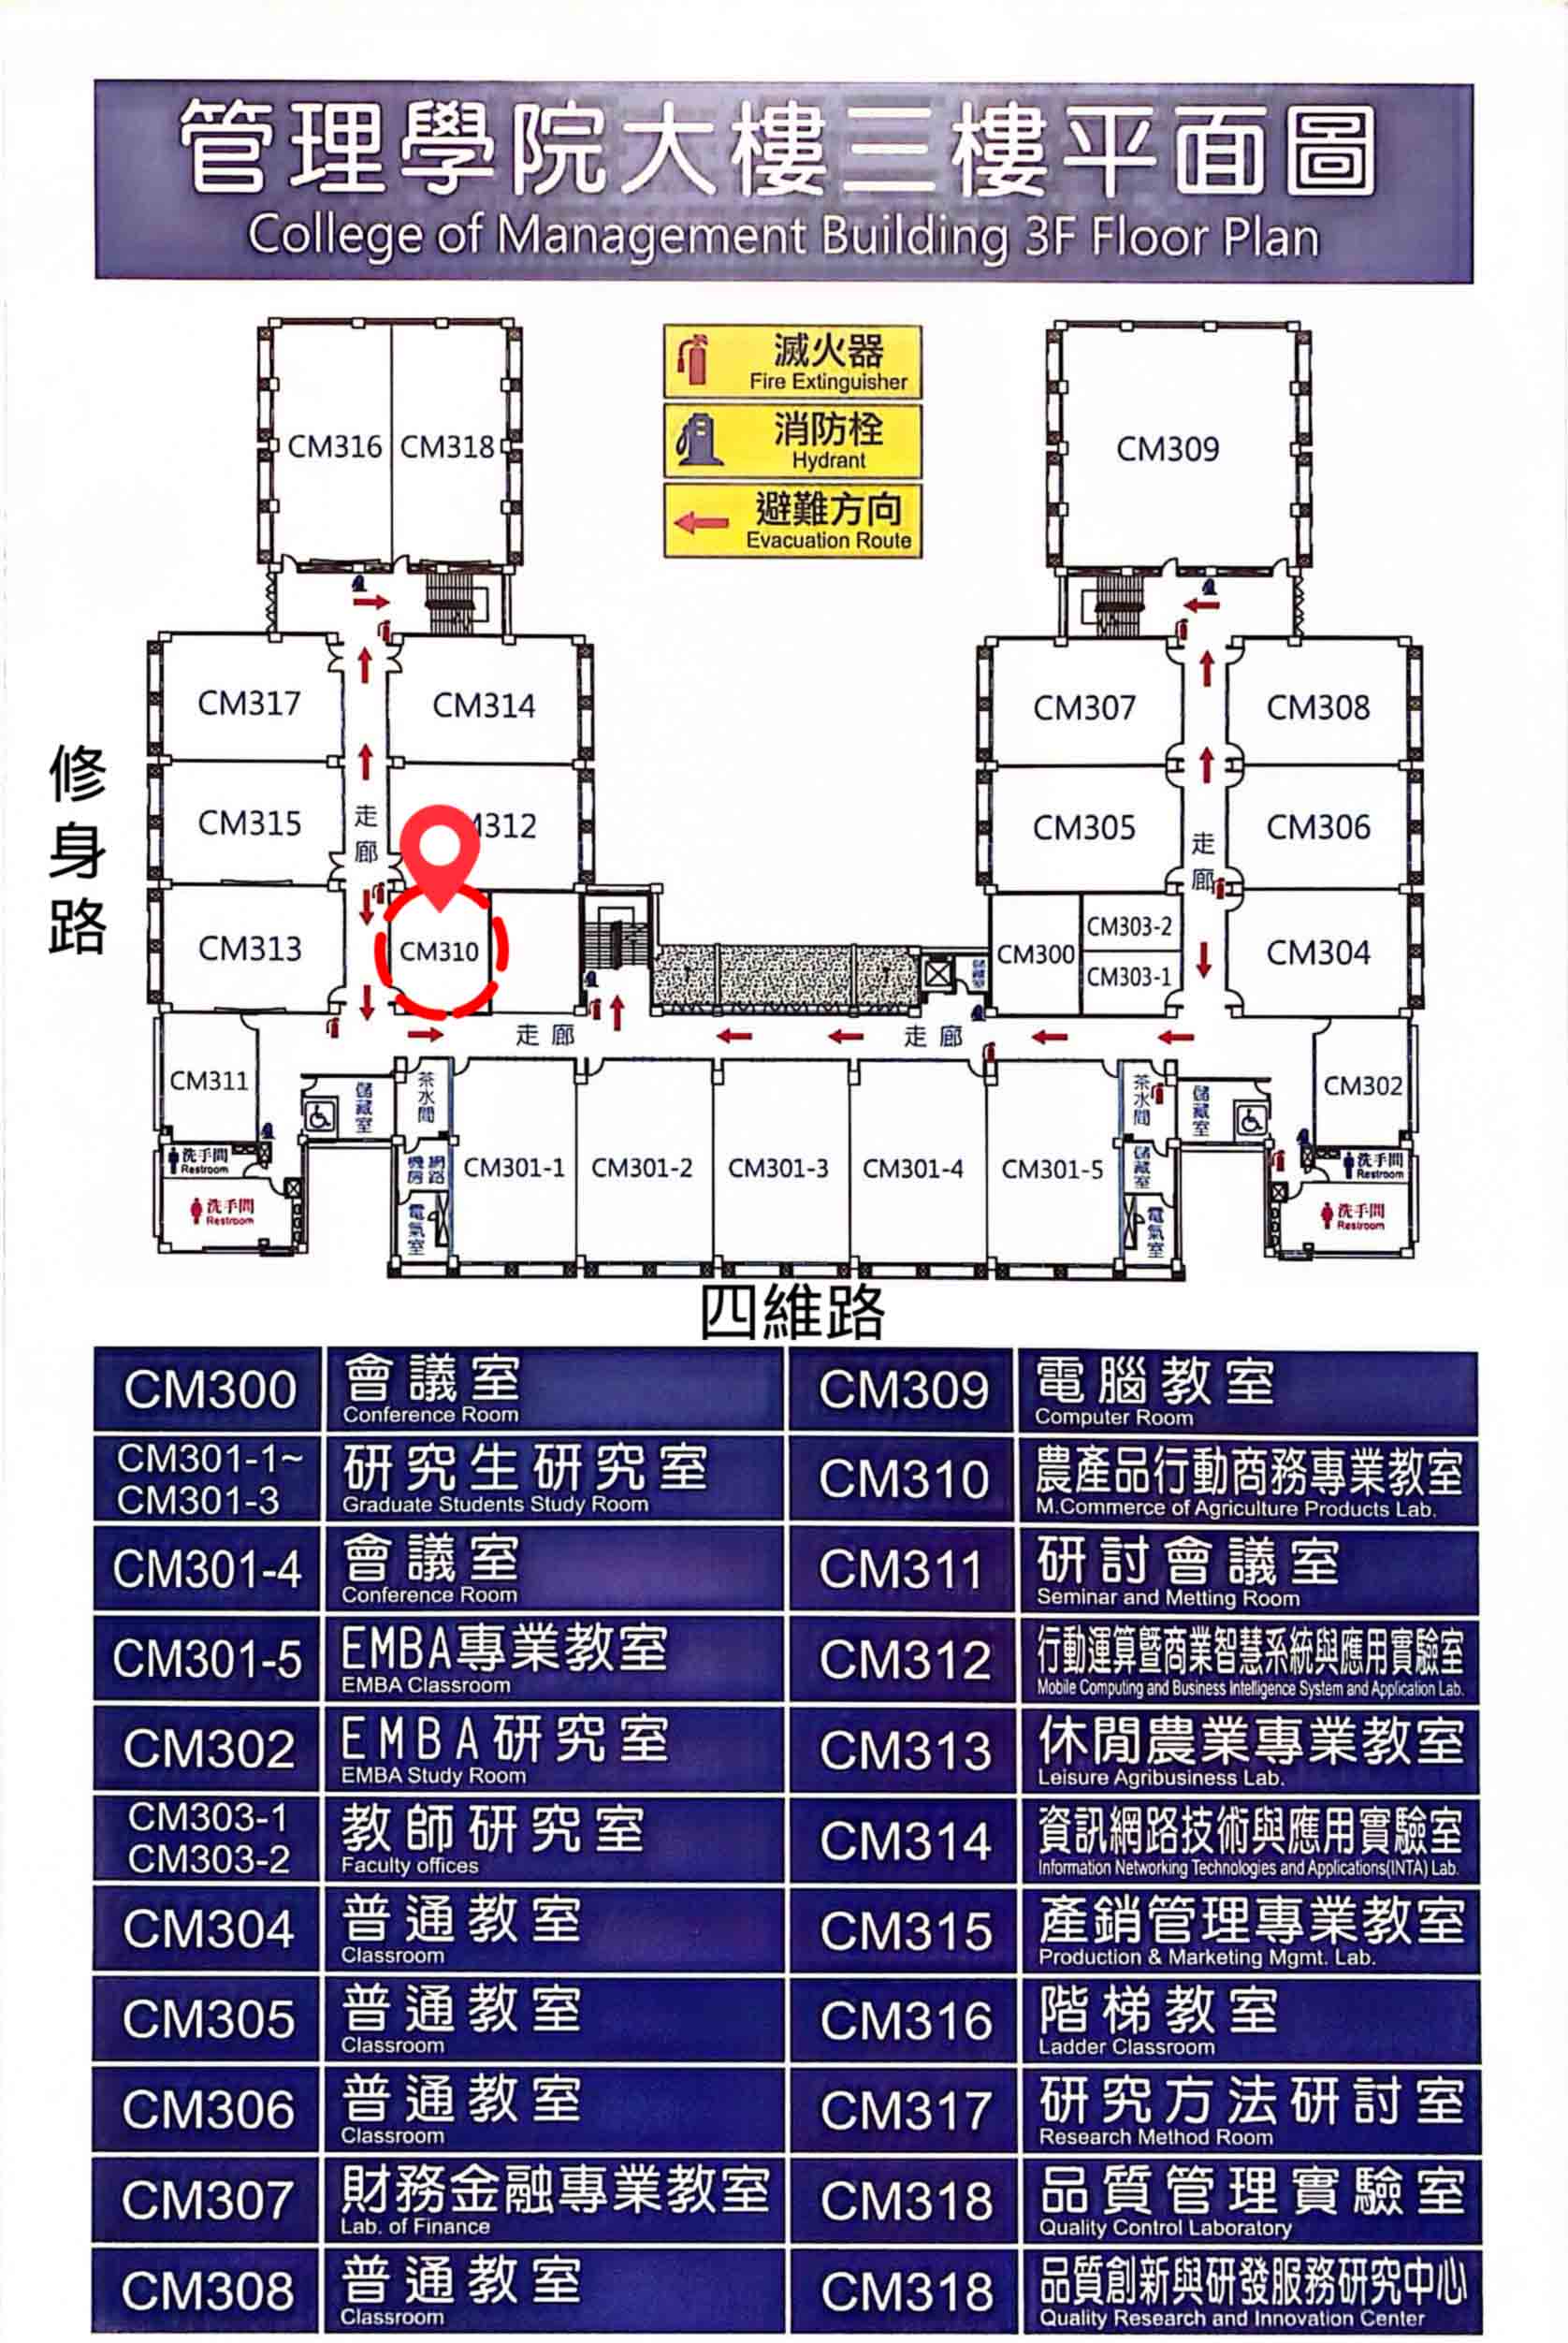 管理學院大樓三樓平面圖
College of Management Building 3F Floor Plan
滅火器
Fire Extinguisher
消防栓
Hydrant
避難方向
Evacuation Route
CM316
CM318
CM309
CM317
CM314
CM307
CM308
修身路
CM315
走廊
M312
CM305
走廊
CM306
CM313
CM310
CM300
CM303-2
CM303-1
CM304
走廊
走廊
CM311
儲藏室
茶水間
茶水間
儲藏室
CM302
洗手間
Restroom
洗手間
Restroom
網路機房
電氣室
CM301-1
CM301-2
CM301-3
CM301-4
CM301-5
儲藏室
電氣室
洗手間
Restroom
洗手間
Restroom
四維路
CM300
會議室
Conference Room
CM309
電腦教室
Computer Room
CM301-1~
CM301-3
研究生研究室
Graduate Students Study Room
CM310
農產品行動商務專業教室
M.Commerce of Agriculture Products Lab.
CM301-4
會議室
Conference Room
CM311
研討會議室
Seminar and Metting Room
CM301-5
EMBA專業教室
EMBA Classroom
CM312
行動運算暨商業智慧系統與應用實驗室
Mobile Computing and Business Intelligence System and Application Lab.
CM302
EMBA研究室
EMBA Study Room
CM313
休閒農業專業教室
Leisure Agribusiness Lab.
CM303-1
CM303-2
教師研究室
Faculty offices
CM314
資訊網路技術與應用實驗室
Information Networking Technologies and Applications(INTA) Lab.
CM304
普通教室
Classroom
CM315
產銷管理專業教室
Production & Marketing Mgmt. Lab.
CM305
普通教室
Classroom
CM316
階梯教室
Ladder Classroom
CM306
普通教室
Classroom
CM317
研究方法研討室
Research Method Room
CM307
財務金融專業教室
Lab. of Finance
CM318
品質管理實驗室
Quality Control Laboratory
CM308
普通教室
Classroom
CM318
品質創新與研發服務研究中心
Quality Research and Innovation Center